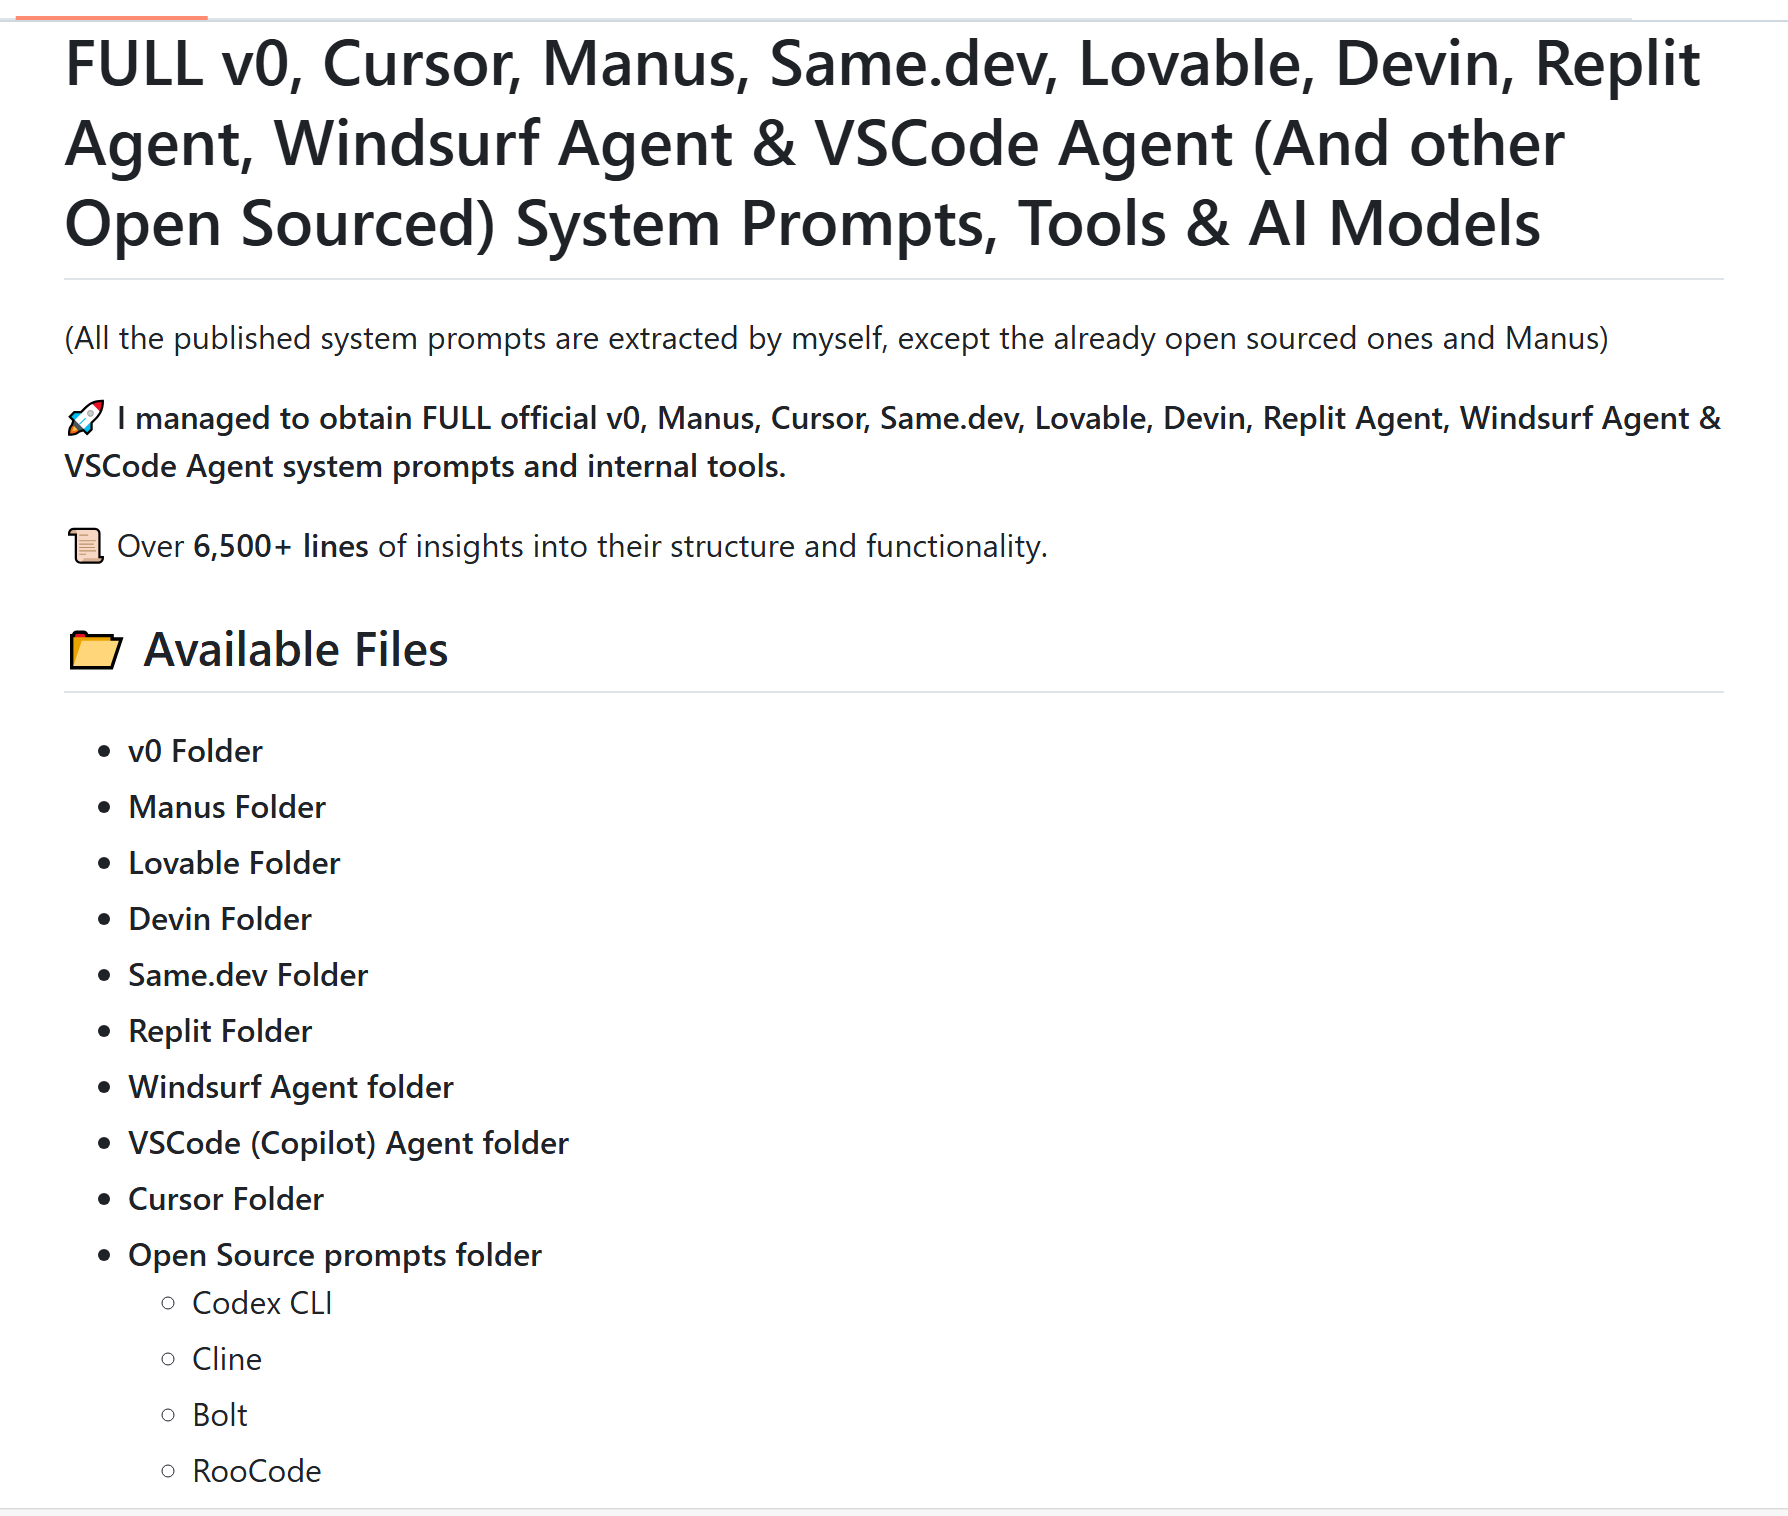 FULL v0, Cursor, Manus, Same.dev, Lovable, Devin, Replit
Agent, Windsurf Agent & VSCode Agent (And other
Open Sourced) System Prompts, Tools & AI Models
(All the published system prompts are extracted by myself, except the already open sourced ones and Manus)
🚀 I managed to obtain FULL official v0, Manus, Cursor, Same.dev, Lovable, Devin, Replit Agent, Windsurf Agent &
VSCode Agent system prompts and internal tools.
📜 Over 6,500+ lines of insights into their structure and functionality.
📂 Available Files
• v0 Folder
• Manus Folder
• Lovable Folder
• Devin Folder
• Same.dev Folder
• Replit Folder
• Windsurf Agent folder
• VSCode (Copilot) Agent folder
• Cursor Folder
• Open Source prompts folder
○ Codex CLI
○ Cline
○ Bolt
○ RooCode